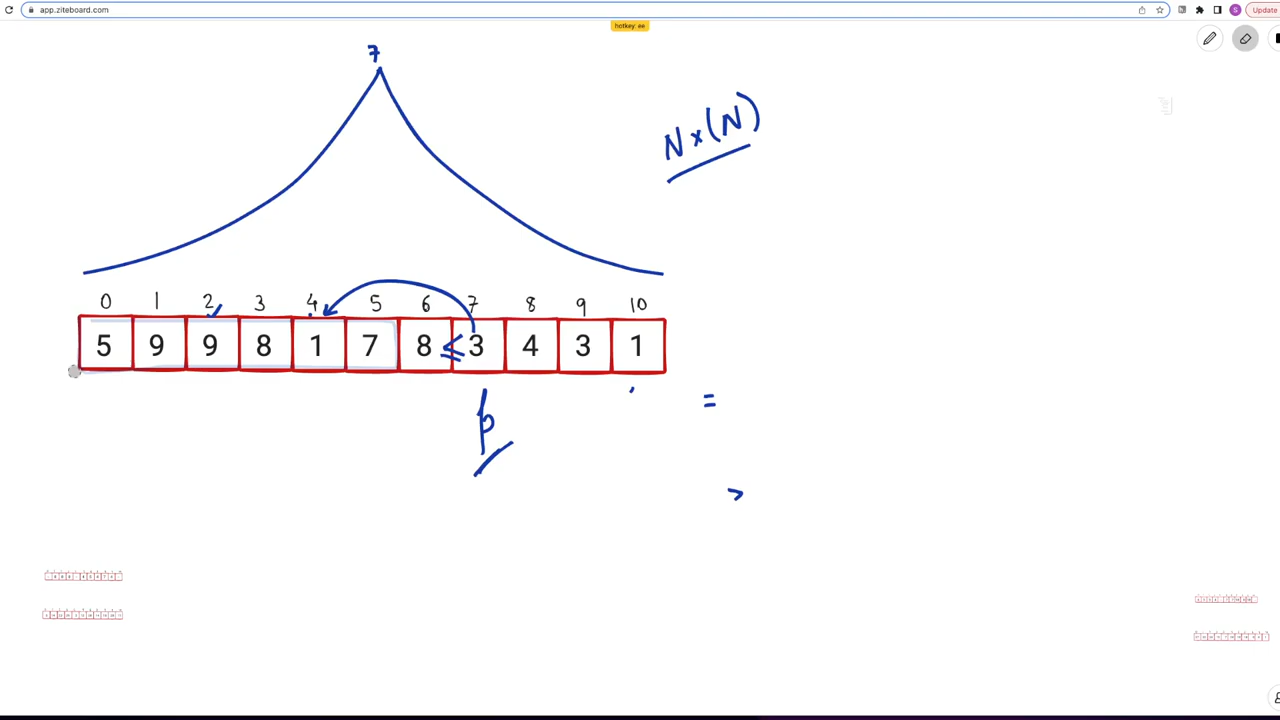 app.ziteboard.com
Update
hotkey: ee
7
N x (N)
0 1 2 3 4 5 6 7 8 9 10
5 9 9 8 1 7 8 ≤ 3 4 3 1
p
=
>